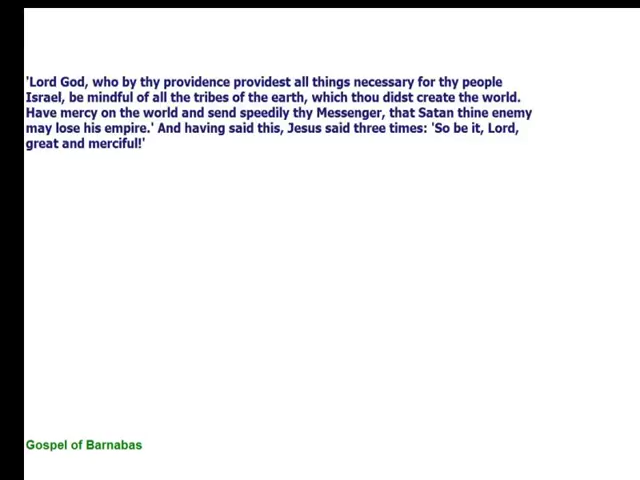 'Lord God, who by thy providence providest all things necessary for thy people
Israel, be mindful of all the tribes of the earth, which thou didst create the world.
Have mercy on the world and send speedily thy Messenger, that Satan thine enemy
may lose his empire.' And having said this, Jesus said three times: 'So be it, Lord,
great and merciful!'
Gospel of Barnabas